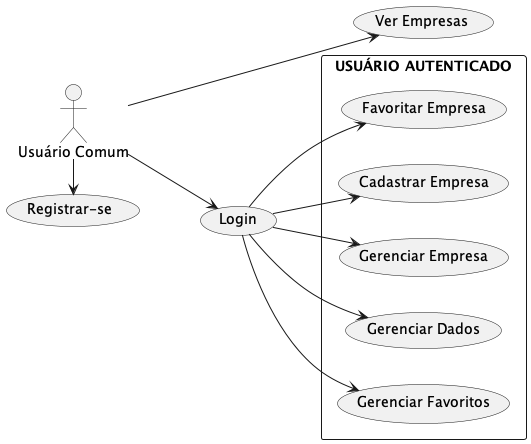 Ver Empresas
USUÁRIO AUTENTICADO
Favoritar Empresa
Usuário Comum
Cadastrar Empresa
Registrar-se
Login
Gerenciar Empresa
Gerenciar Dados
Gerenciar Favoritos